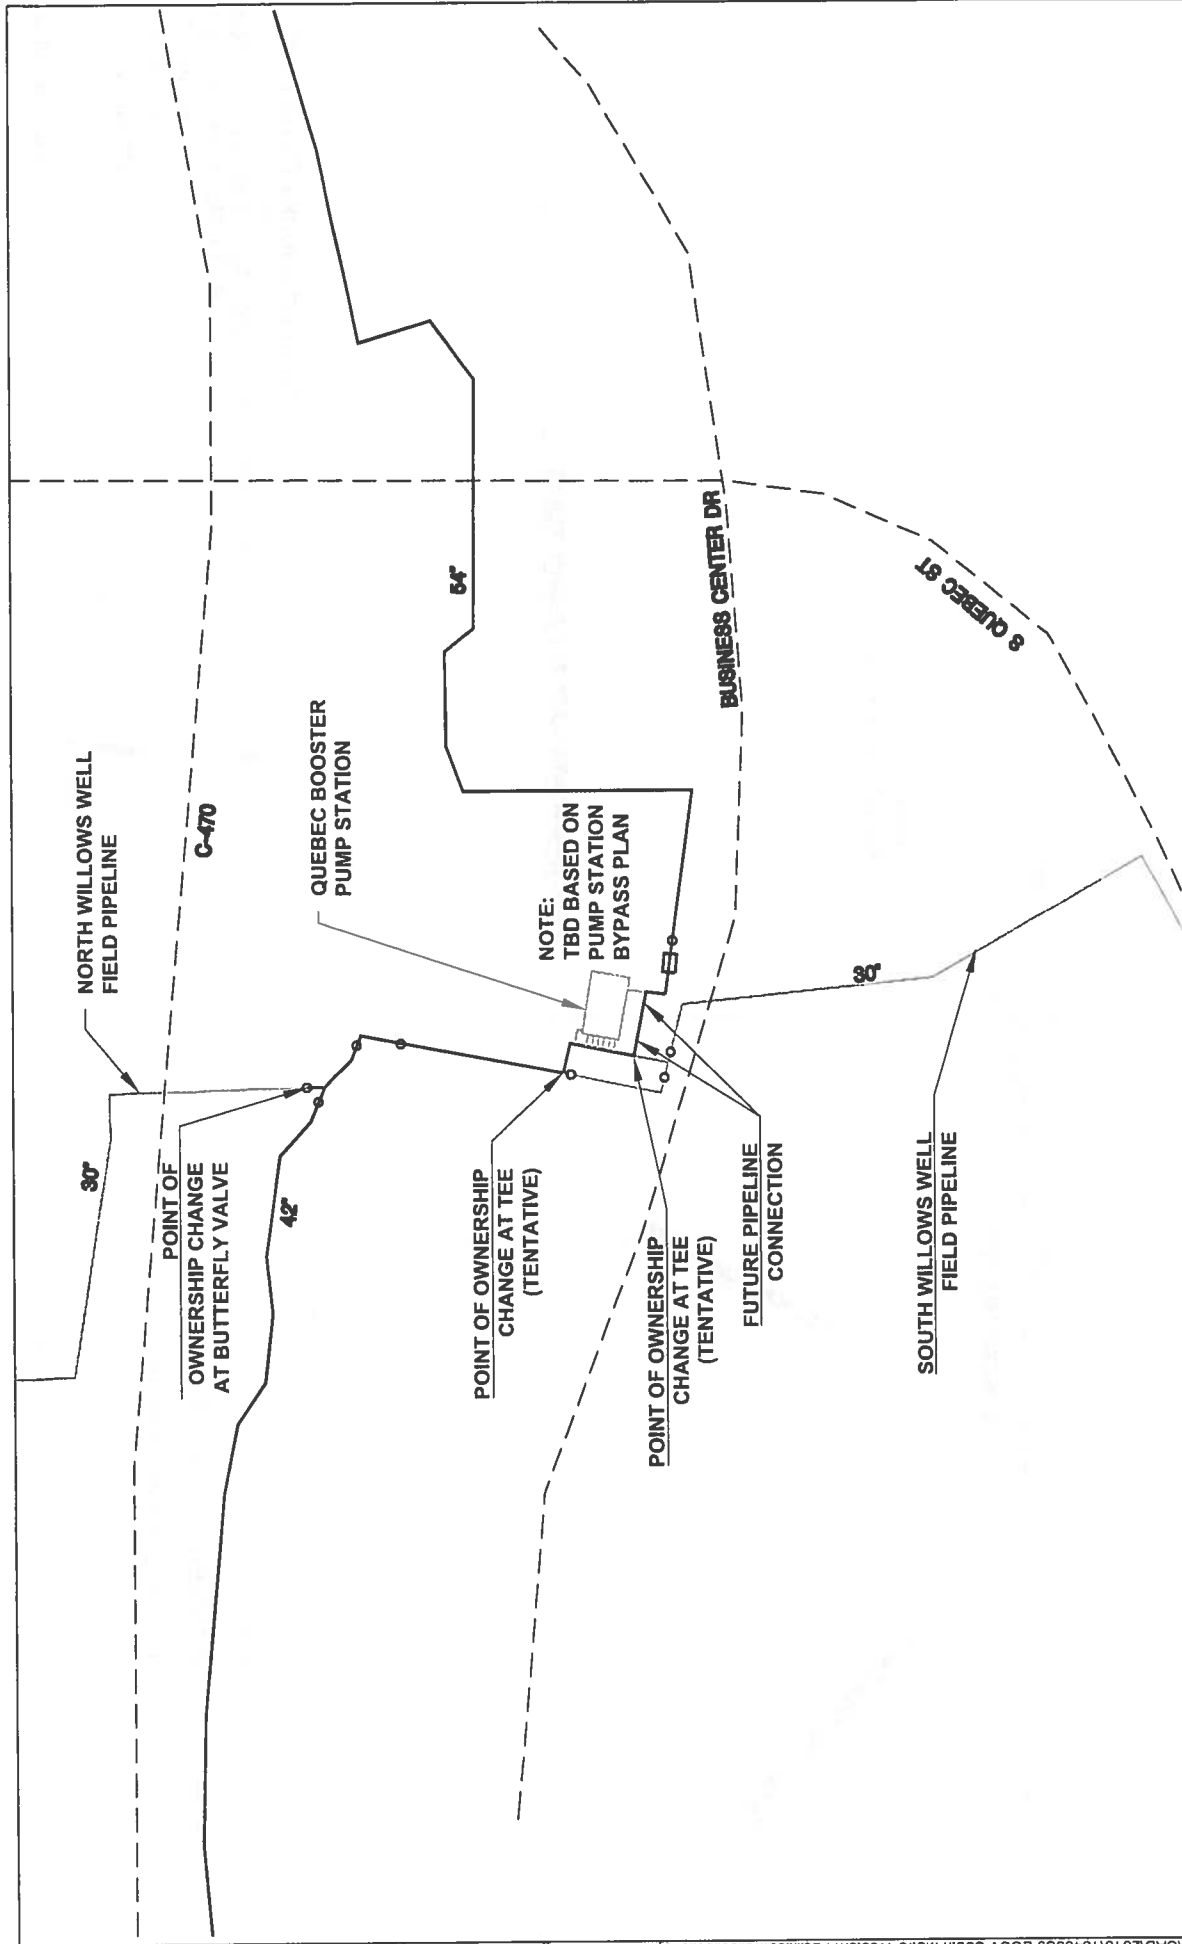 NORTH WILLOWS WELL
FIELD PIPELINE
C-470
30"
POINT OF
OWNERSHIP CHANGE
AT BUTTERFLY VALVE
42"
QUEBEC BOOSTER
PUMP STATION
54"
NOTE:
TBD BASED ON
PUMP STATION
BYPASS PLAN
BUSINESS CENTER DR
S QUEBEC ST
POINT OF OWNERSHIP
CHANGE AT TEE
(TENTATIVE)
POINT OF OWNERSHIP
CHANGE AT TEE
(TENTATIVE)
FUTURE PIPELINE
CONNECTION
30"
SOUTH WILLOWS WELL
FIELD PIPELINE